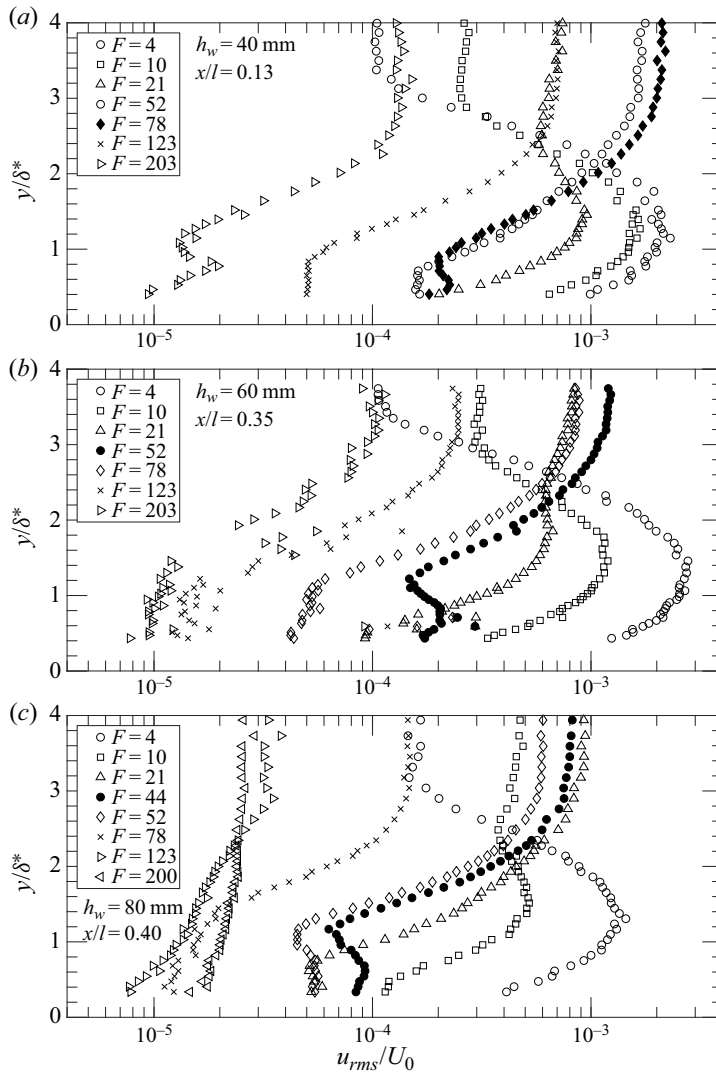 (a)
4
3
2
1
0
y/δ*
F = 4
F = 10
F = 21
F = 52
F = 78
F = 123
F = 203
h_w = 40 mm
x/l = 0.13
10⁻⁵
10⁻⁴
10⁻³
(b)
4
3
2
1
0
y/δ*
F = 4
F = 10
F = 21
F = 52
F = 78
F = 123
F = 203
h_w = 60 mm
x/l = 0.35
10⁻⁵
10⁻⁴
10⁻³
(c)
4
3
2
1
0
y/δ*
F = 4
F = 10
F = 21
F = 44
F = 52
F = 78
F = 123
F = 200
h_w = 80 mm
x/l = 0.40
10⁻⁵
10⁻⁴
10⁻³
u_rms/U₀